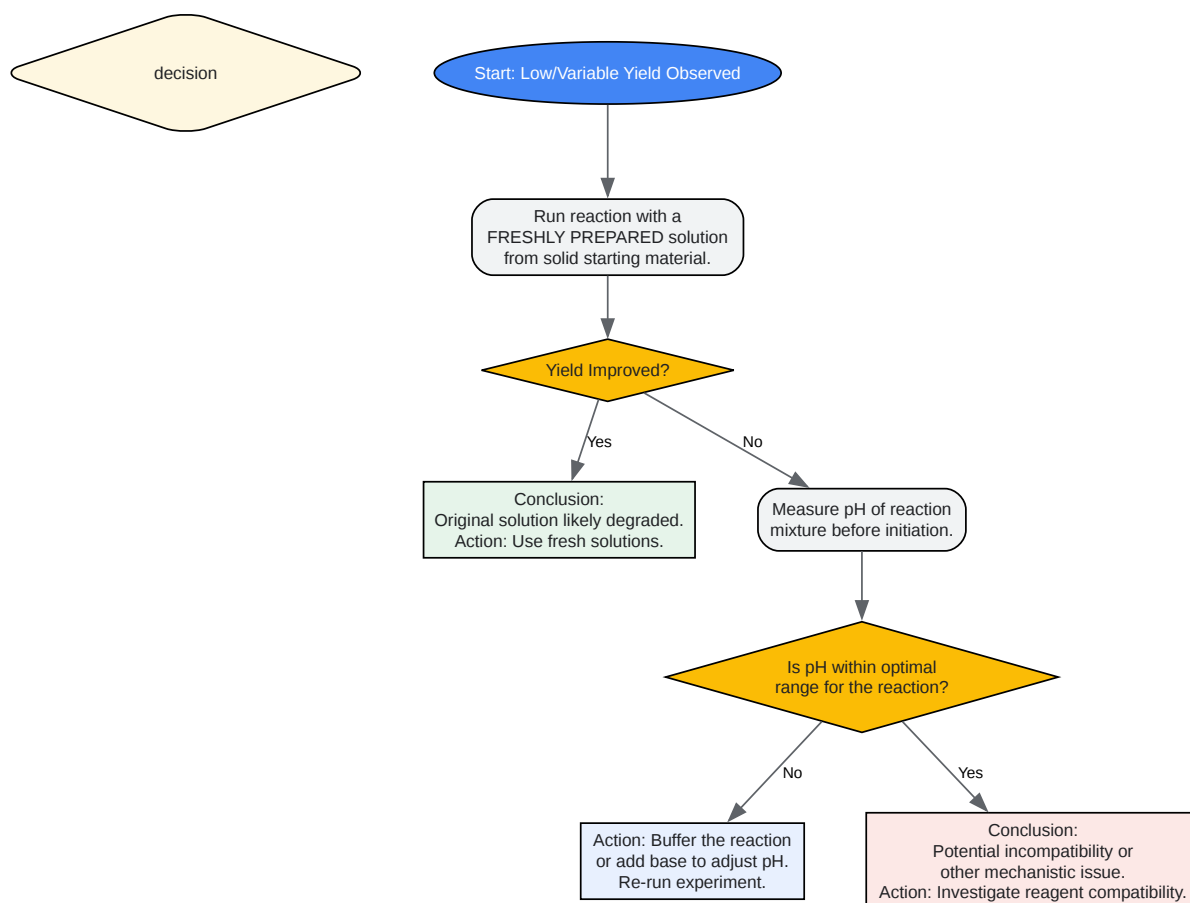 decision
Start: Low/Variable Yield Observed
Run reaction with a
FRESHLY PREPARED solution
from solid starting material.
Yield Improved?
Yes
No
Conclusion:
Original solution likely degraded.
Action: Use fresh solutions.
Measure pH of reaction
mixture before initiation.
Is pH within optimal
range for the reaction?
No
Yes
Action: Buffer the reaction
or add base to adjust pH.
Re-run experiment.
Conclusion:
Potential incompatibility or
other mechanistic issue.
Action: Investigate reagent compatibility.